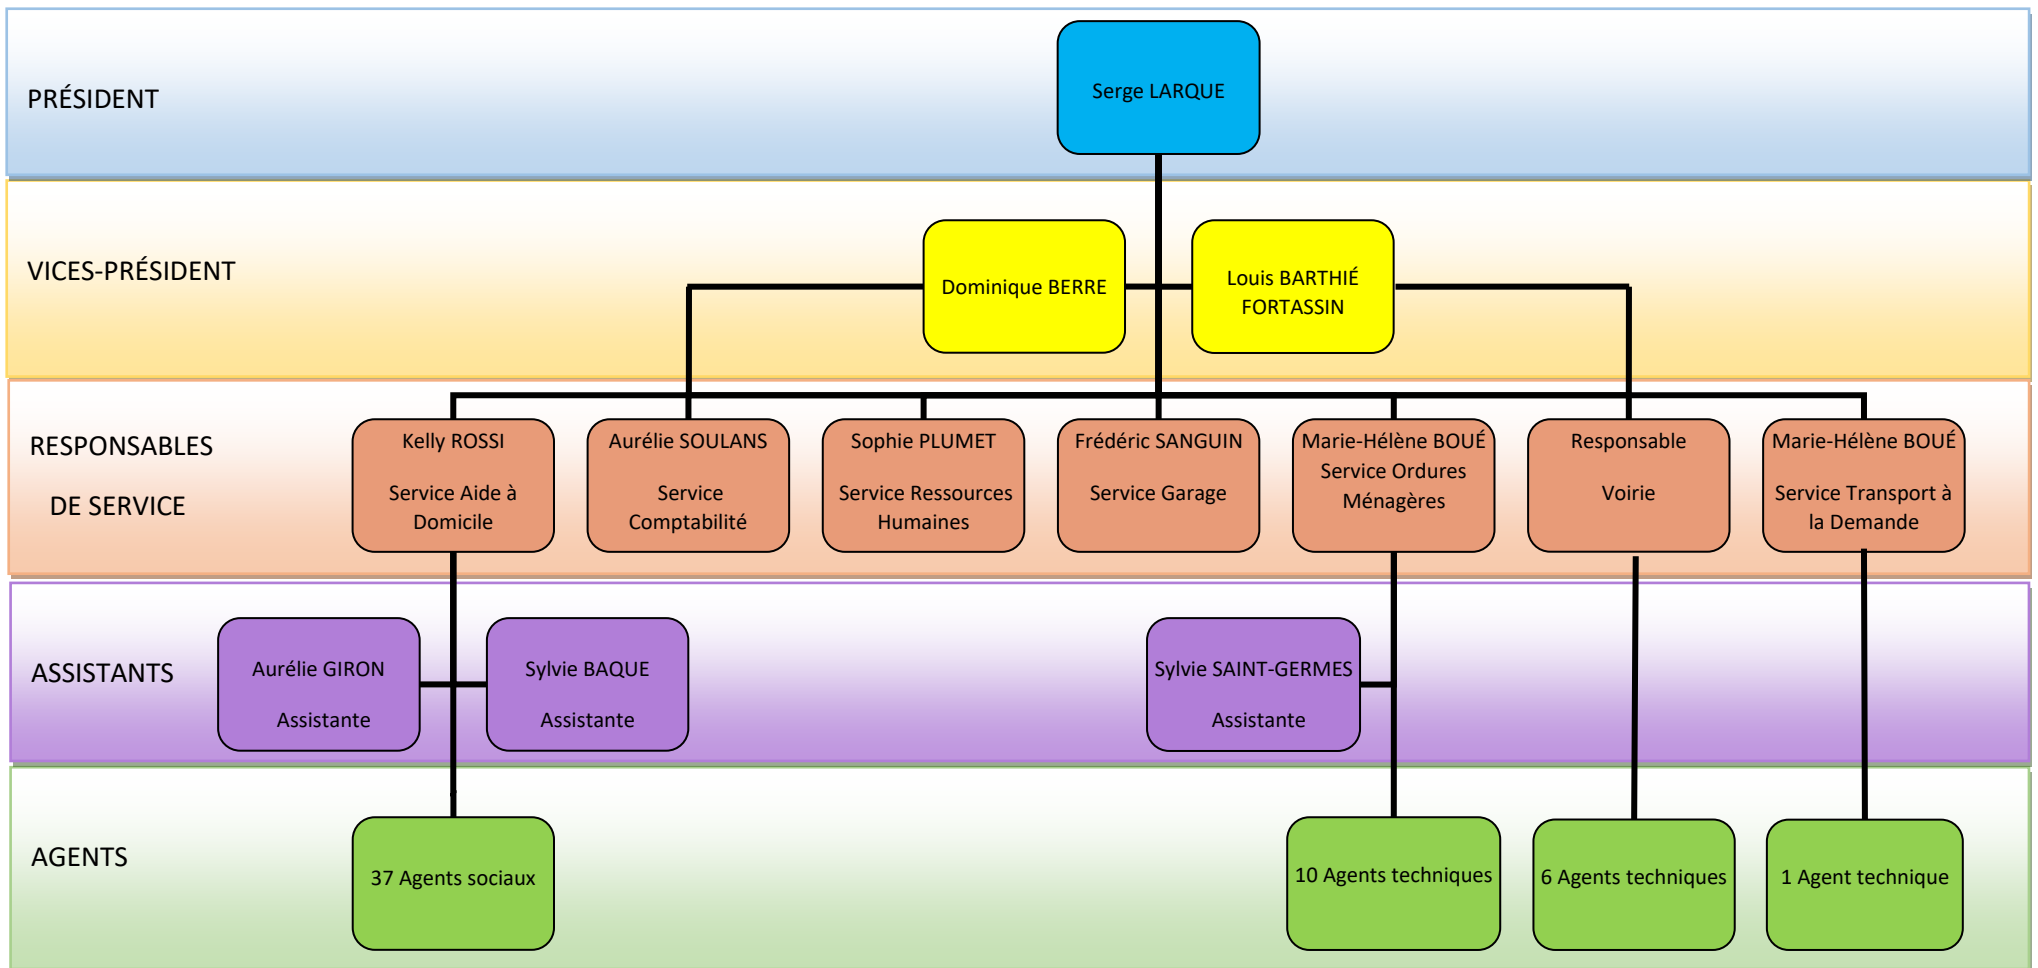 PRÉSIDENT
Serge LARQUE
VICES-PRÉSIDENT
Dominique BERRE
Louis BARTHIÉ
FORTASSIN
RESPONSABLES
DE SERVICE
Kelly ROSSI
Service Aide à
Domicile
Aurélie SOULANS
Service
Comptabilité
Sophie PLUMET
Service Ressources
Humaines
Frédéric SANGUIN
Service Garage
Marie-Hélène BOUÉ
Service Ordures
Ménagères
Responsable
Voirie
Marie-Hélène BOUÉ
Service Transport à
la Demande
ASSISTANTS
Aurélie GIRON
Assistante
Sylvie BAQUE
Assistante
Sylvie SAINT-GERMES
Assistante
AGENTS
37 Agents sociaux
10 Agents techniques
6 Agents techniques
1 Agent technique